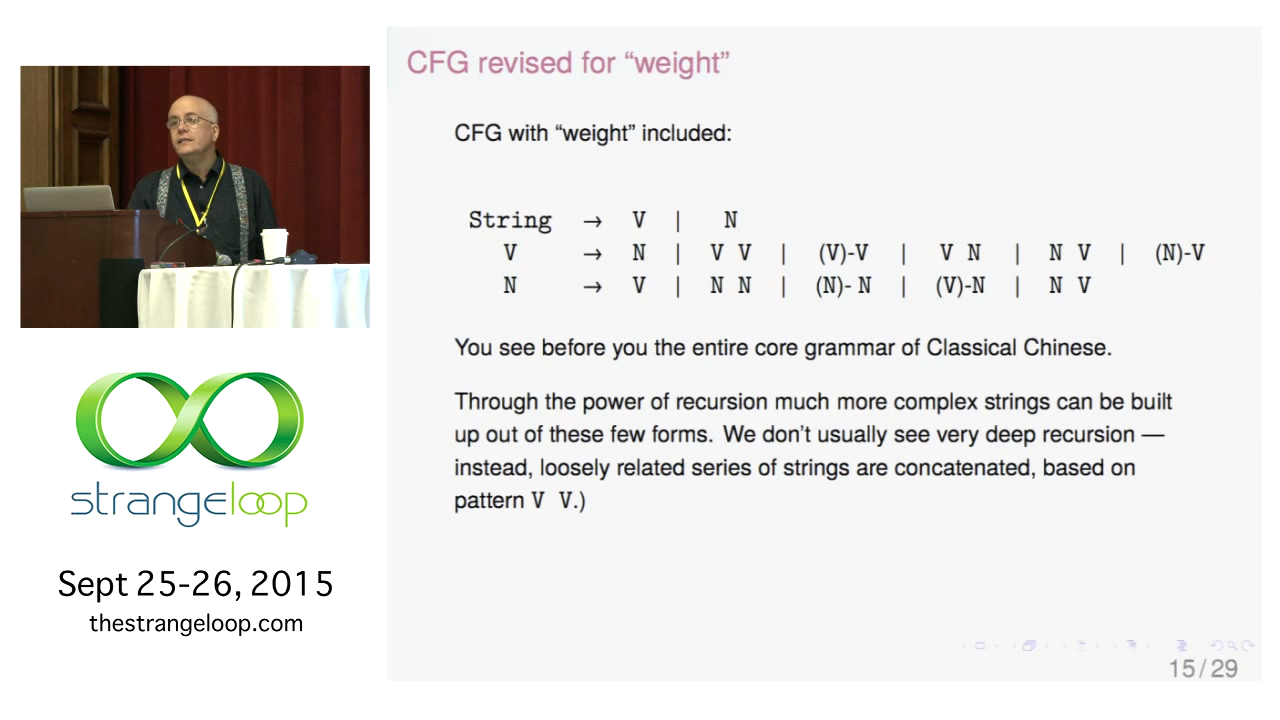 CFG revised for “weight”
CFG with “weight” included:
String → V | N
V → N | V V | (V)-V | V N | N V | (N)-V
N → V | N N | (N)- N | (V)-N | N V
You see before you the entire core grammar of Classical Chinese.
Through the power of recursion much more complex strings can be built
up out of these few forms. We don’t usually see very deep recursion —
instead, loosely related series of strings are concatenated, based on
pattern V V.)
15/29
strangeloop
Sept 25-26, 2015
thestrangeloop.com